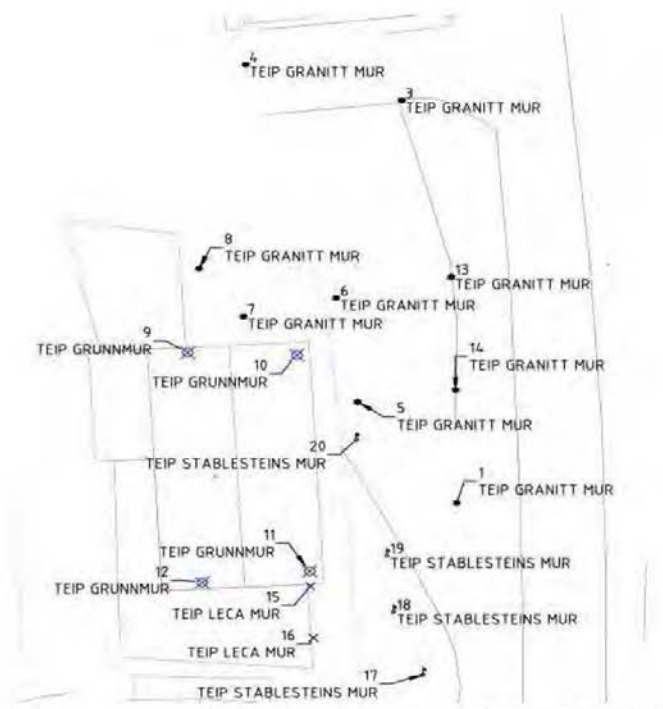 4
TEIP GRANITT MUR
3
TEIP GRANITT MUR
8
TEIP GRANITT MUR
13
TEIP GRANITT MUR
6
TEIP GRANITT MUR
7
TEIP GRANITT MUR
9
TEIP GRUNNMUR
10
TEIP GRUNNMUR
14
TEIP GRANITT MUR
5
TEIP GRANITT MUR
20
TEIP STABLESTEINS MUR
1
TEIP GRANITT MUR
11
TEIP GRUNNMUR
19
TEIP STABLESTEINS MUR
12
TEIP GRUNNMUR
15
TEIP LECA MUR
18
TEIP STABLESTEINS MUR
16
TEIP LECA MUR
17
TEIP STABLESTEINS MUR